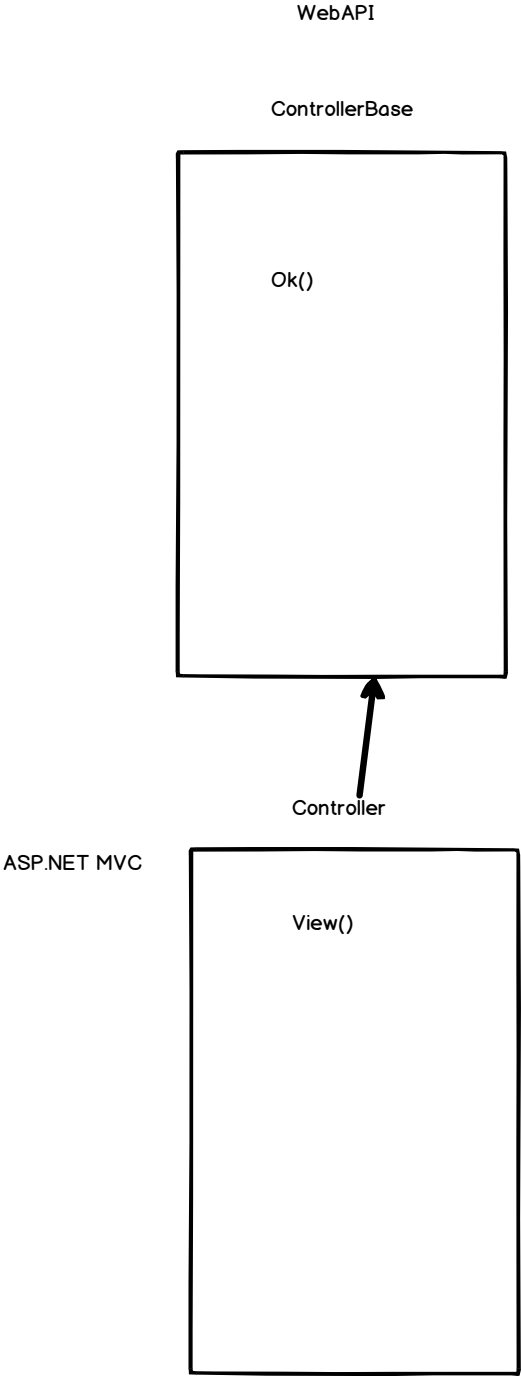 WebAPI
ControllerBase
Ok()
Controller
ASP.NET MVC
View()